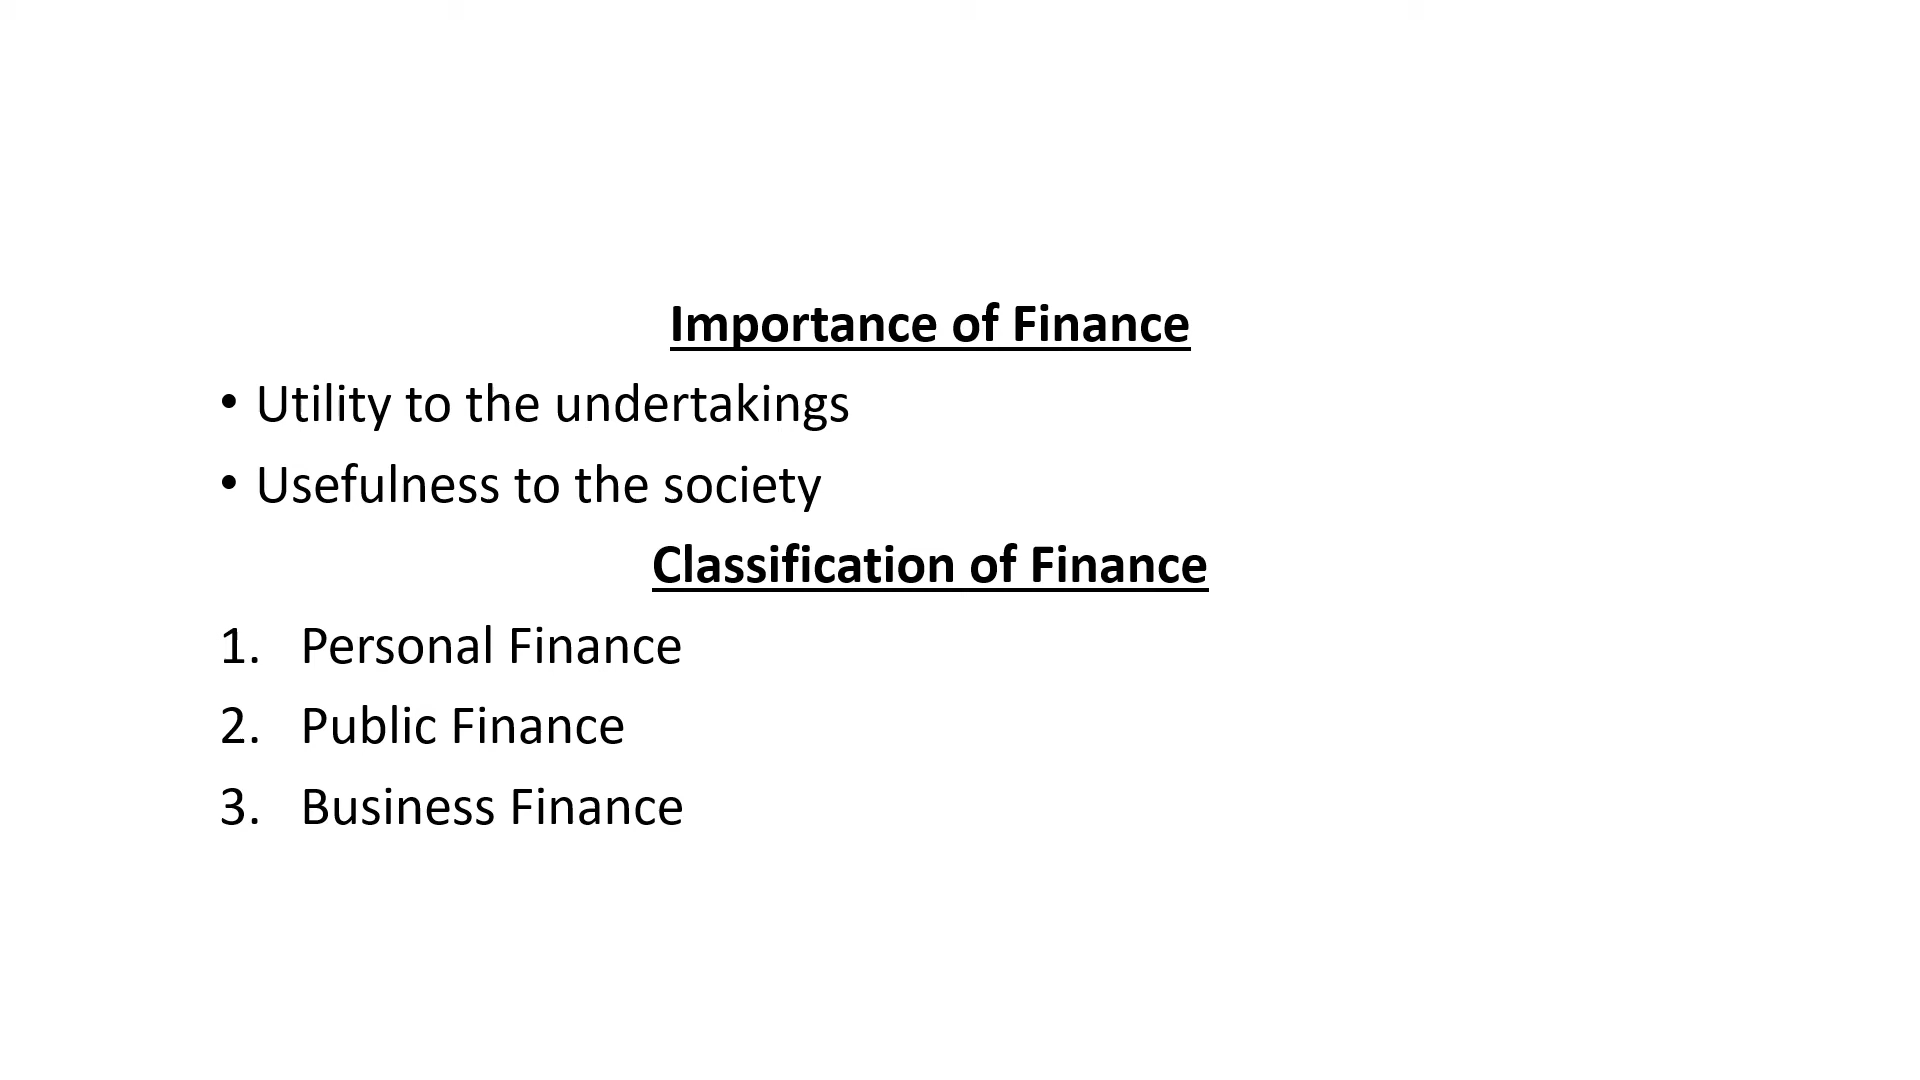 Importance of Finance
• Utility to the undertakings
• Usefulness to the society
Classification of Finance
1. Personal Finance
2. Public Finance
3. Business Finance